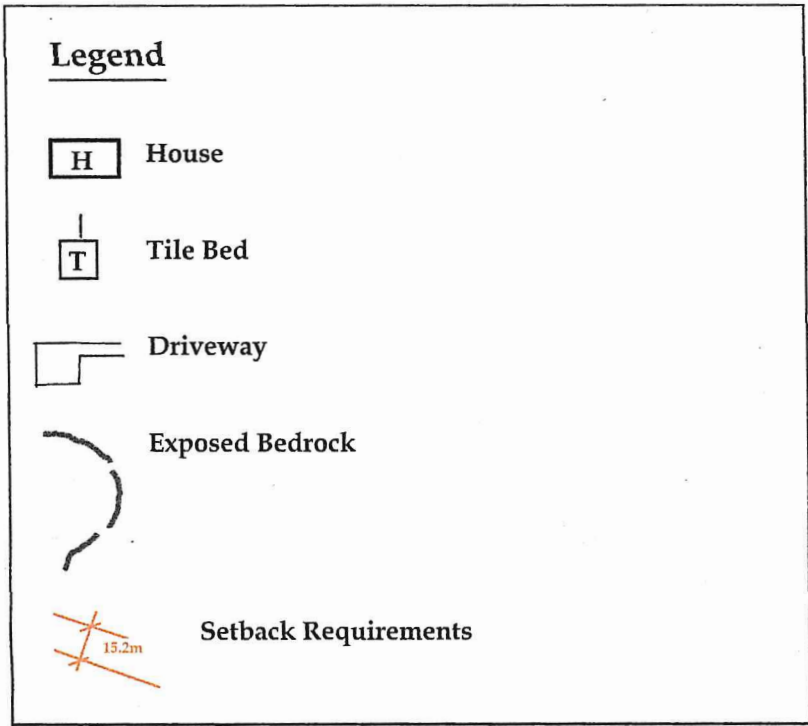 Legend
H House
T Tile Bed
Driveway
Exposed Bedrock
15.2m Setback Requirements